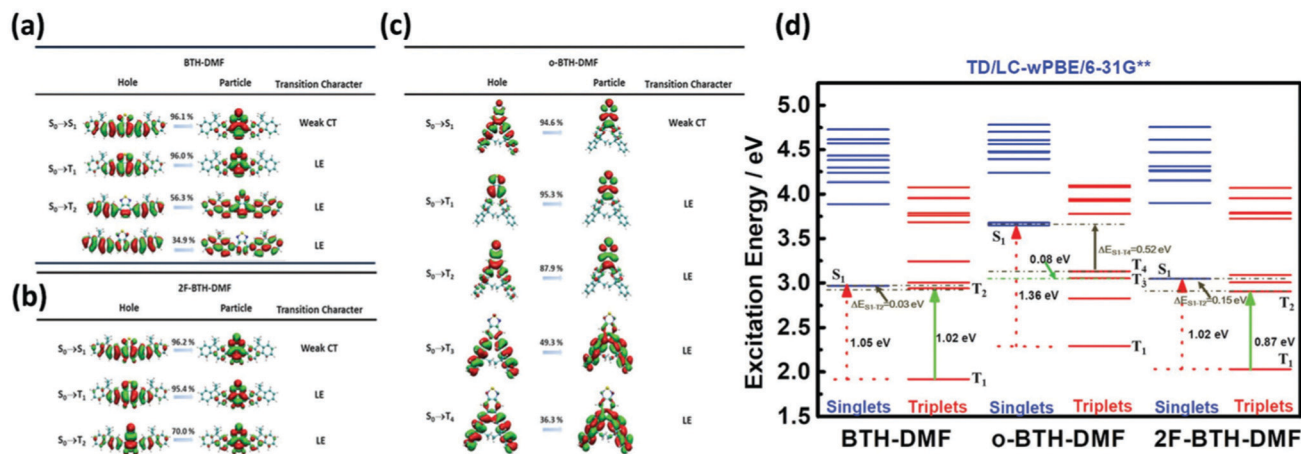 (a)
BTH-DMF
Hole Particle Transition Character
S0→S1 96.1 % Weak CT
S0→T1 96.0 % LE
S0→T2 56.3 % LE
34.9 % LE
(b)
2F-BTH-DMF
S0→S1 96.2 % Weak CT
S0→T1 95.4 % LE
S0→T2 70.0 % LE
(c)
o-BTH-DMF
Hole Particle Transition Character
S0→S1 94.6 % Weak CT
S0→T1 95.3 % LE
S0→T2 87.9 % LE
S0→T3 49.3 % LE
S0→T4 36.3 % LE
(d)
TD/LC-wPBE/6-31G**
Excitation Energy / eV
5.0
4.5
4.0
3.5
3.0
2.5
2.0
1.5
S1
T2
ΔES1-T2=0.03 eV
1.05 eV
1.02 eV
T1
S1
ΔES1-T4=0.52 eV
0.08 eV
T4
T3
1.36 eV
T1
S1
ΔES1-T2=0.15 eV
T2
1.02 eV
0.87 eV
T1
Singlets Triplets Singlets Triplets Singlets Triplets
BTH-DMF o-BTH-DMF 2F-BTH-DMF